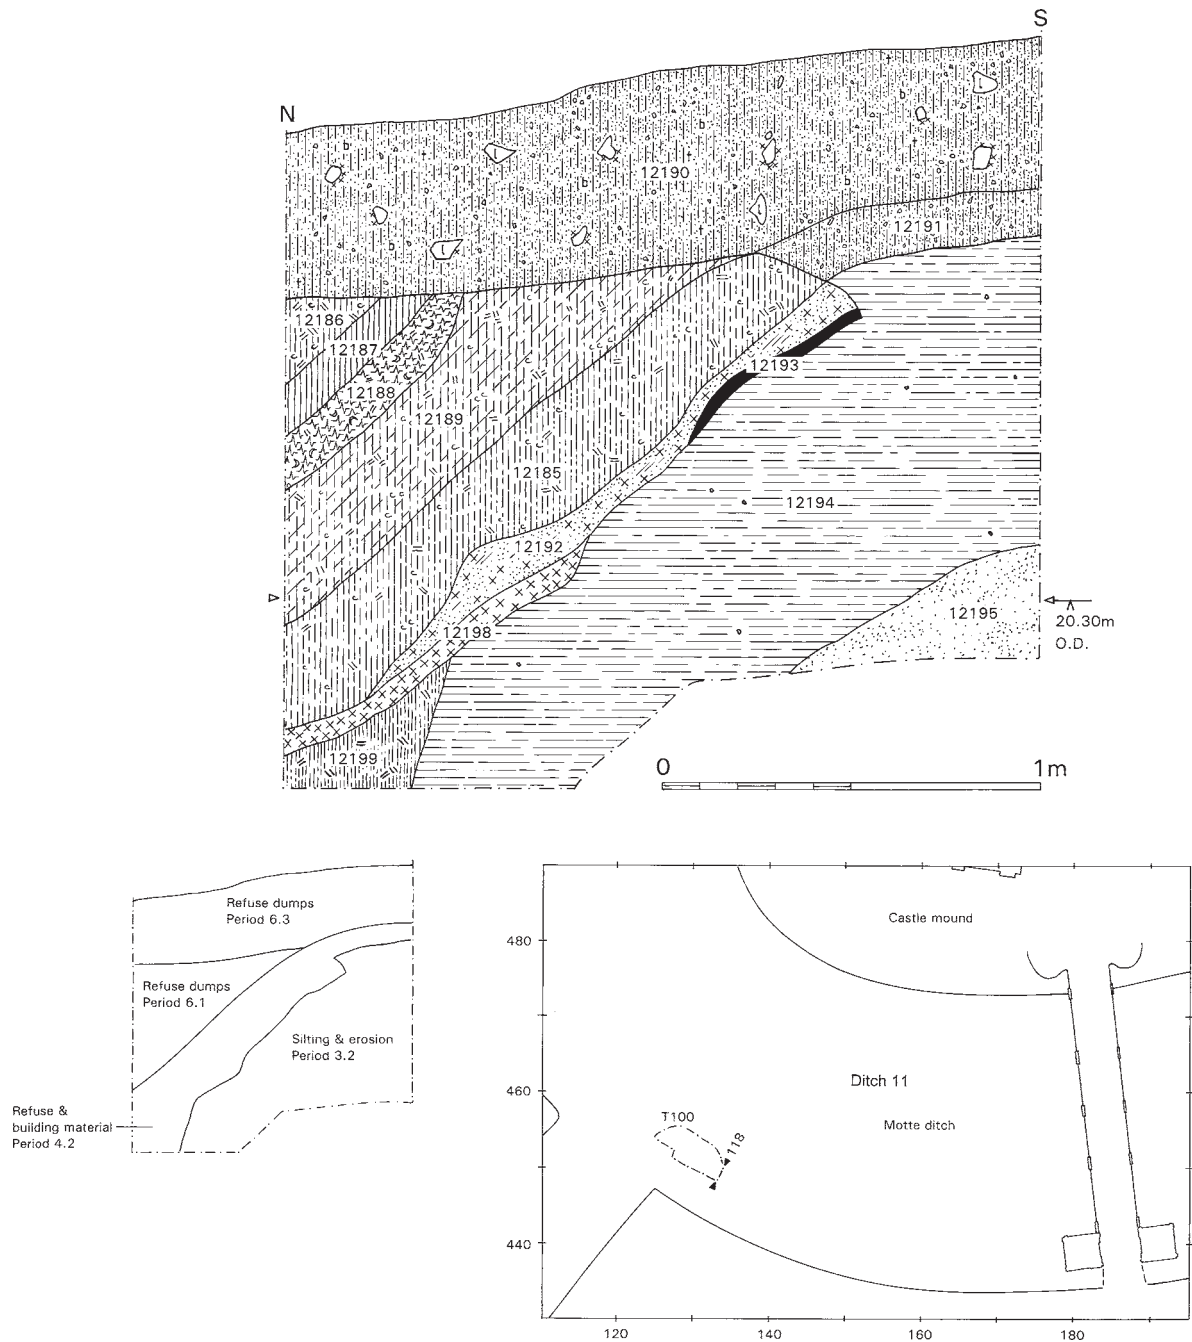 S
N
12190
12191
12186
12187
12188
12189
12193
12185
12194
12192
12195
20.30m
O.D.
12198
12199
0 1m
Refuse dumps
Period 6.3
Refuse dumps
Period 6.1
Silting & erosion
Period 3.2
Refuse &
building material
Period 4.2
Castle mound
480
460
440
Ditch 11
Motte ditch
T100
118
120 140 160 180